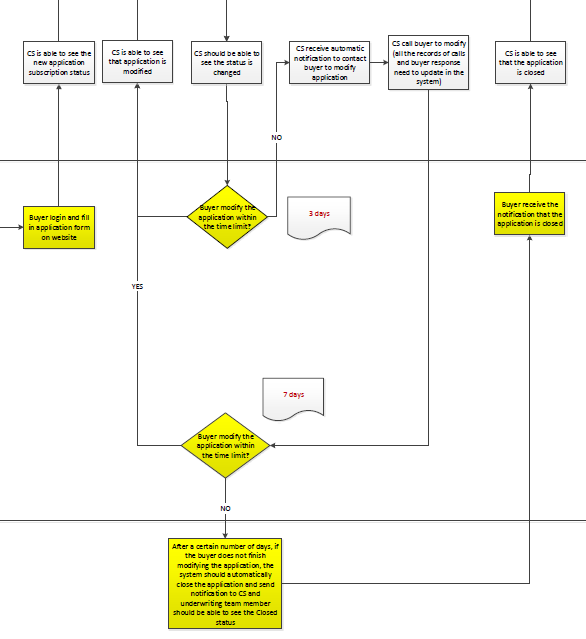 CS is able to see the
new application
subscription status
CS is able to see
that application is
modified
CS should be able to
see the status is
changed
CS receive automatic
notification to contact
buyer to modify
application
CS call buyer to modify
(all the records of calls
and buyer response
need to update in the
system)
CS is able to see
that the application
is closed
NO
Buyer login and fill
in application form
on website
Buyer modify the
application within
the time limit?
3 days
Buyer receive the
notification that the
application is closed
YES
7 days
Buyer modify the
application within
the time limit?
NO
After a certain number of days, if
the buyer does not finish
modifying the application, the
system should automatically
close the application and send
notification to CS and
underwriting team member
should be able to see the Closed
status